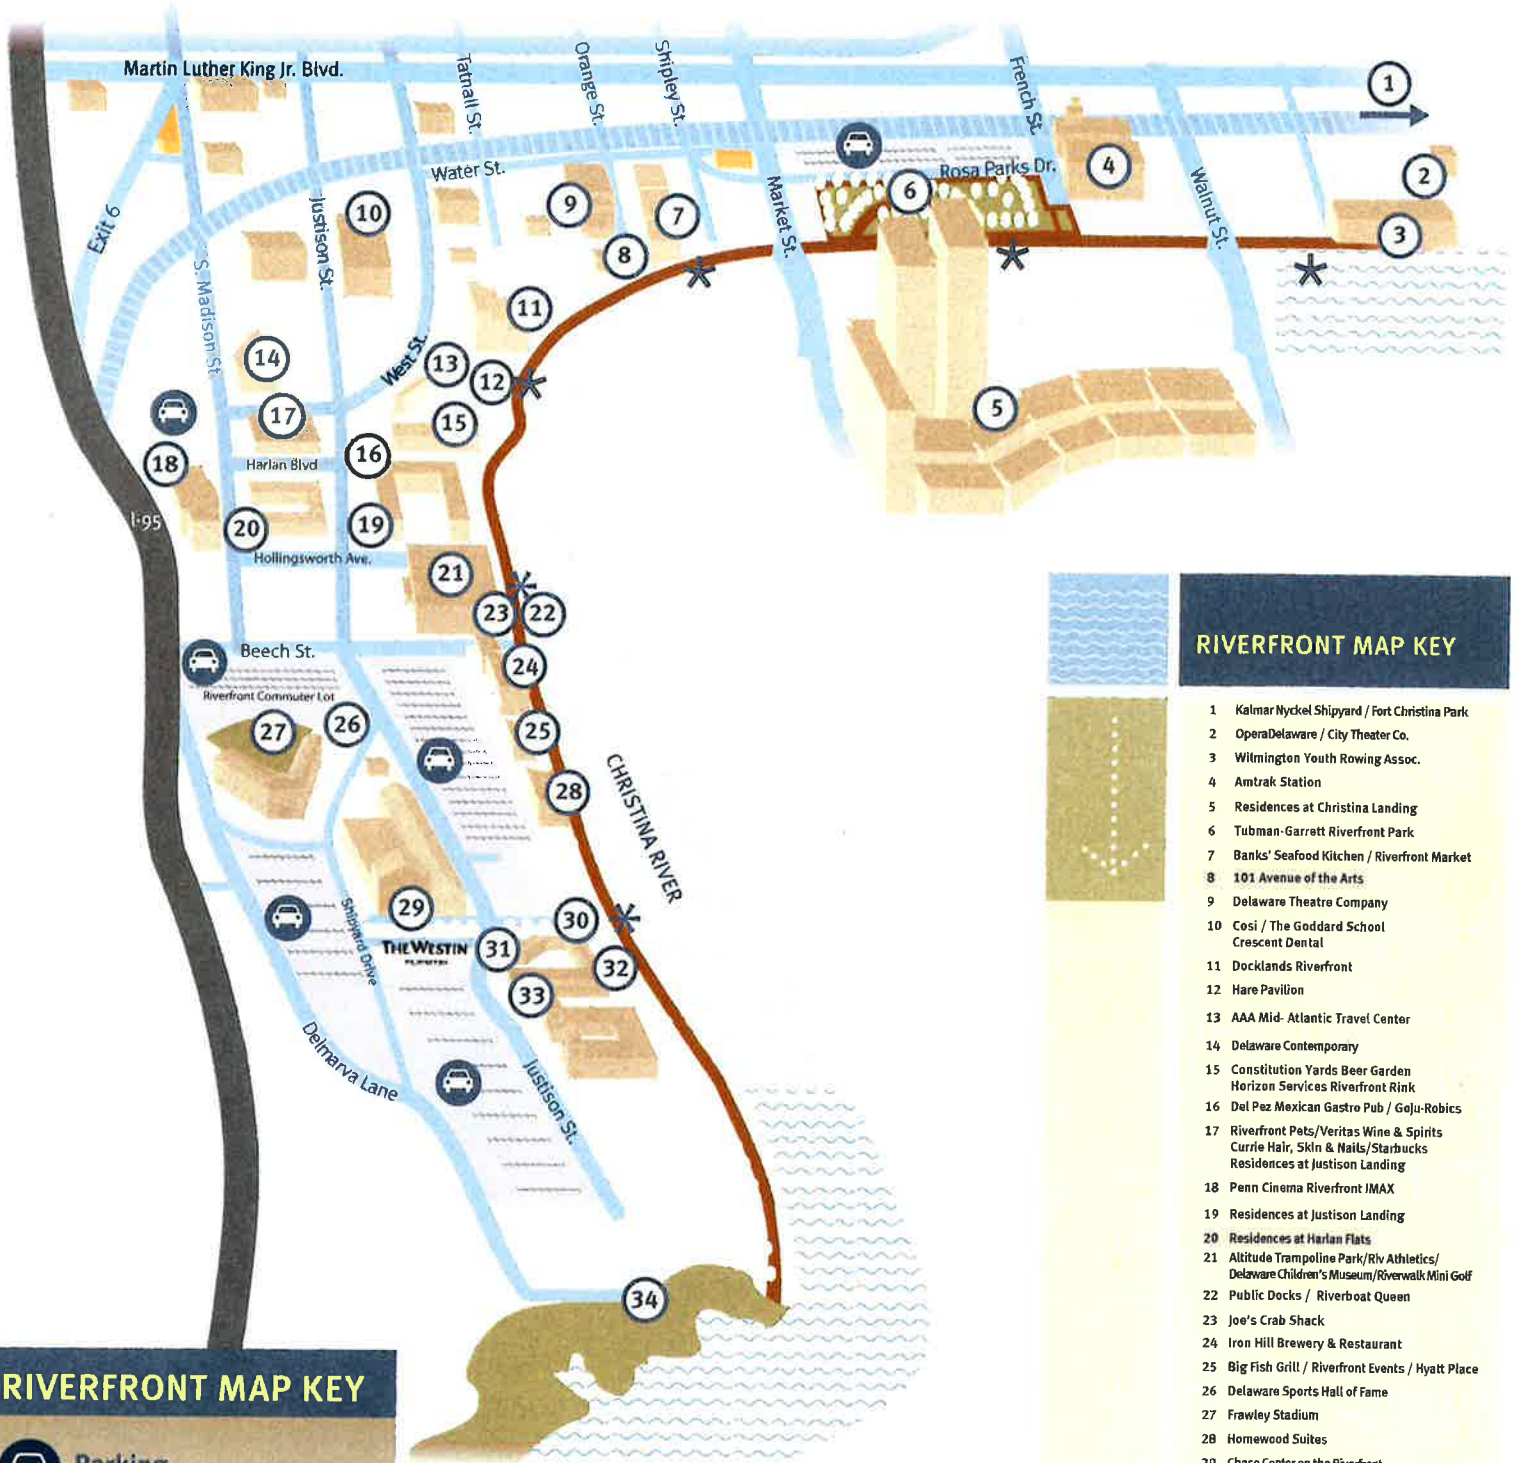 Martin Luther King Jr. Blvd.
Tatnall St.
Orange St.
Shipley St.
French St.
1
Water St.
Rosa Parks Dr.
4
2
Exit 6
10
9
7
6
Market St.
Walnut St.
Justison St.
8
3
S. Madison St
11
14
West St.
13
12
17
15
5
18
Harlan Blvd
16
I-95
20
19
Hollingsworth Ave.
21
23
22
Beech St.
24
Riverfront Commuter Lot
27
26
25
28
CHRISTINA RIVER
29
Shipyard Drive
THE WESTIN
30
31
32
33
Delmarva Lane
Justison St.
34
RIVERFRONT MAP KEY
Parking
RIVERFRONT MAP KEY
1 Kalmar Nyckel Shipyard / Fort Christina Park
2 OperaDelaware / City Theater Co.
3 Wilmington Youth Rowing Assoc.
4 Amtrak Station
5 Residences at Christina Landing
6 Tubman-Garrett Riverfront Park
7 Banks' Seafood Kitchen / Riverfront Market
8 101 Avenue of the Arts
9 Delaware Theatre Company
10 Cosi / The Goddard School
Crescent Dental
11 Docklands Riverfront
12 Hare Pavilion
13 AAA Mid- Atlantic Travel Center
14 Delaware Contemporary
15 Constitution Yards Beer Garden
Horizon Services Riverfront Rink
16 Del Pez Mexican Gastro Pub / GoJu-Robics
17 Riverfront Pets/Veritas Wine & Spirits
Currie Hair, Skin & Nails/Starbucks
Residences at Justison Landing
18 Penn Cinema Riverfront IMAX
19 Residences at Justison Landing
20 Residences at Harlan Flats
21 Altitude Trampoline Park/Riv Athletics/
Delaware Children's Museum/Riverwalk Mini Golf
22 Public Docks / Riverboat Queen
23 Joe's Crab Shack
24 Iron Hill Brewery & Restaurant
25 Big Fish Grill / Riverfront Events / Hyatt Place
26 Delaware Sports Hall of Fame
27 Frawley Stadium
28 Homewood Suites
29 Chase Center on the Riverfront